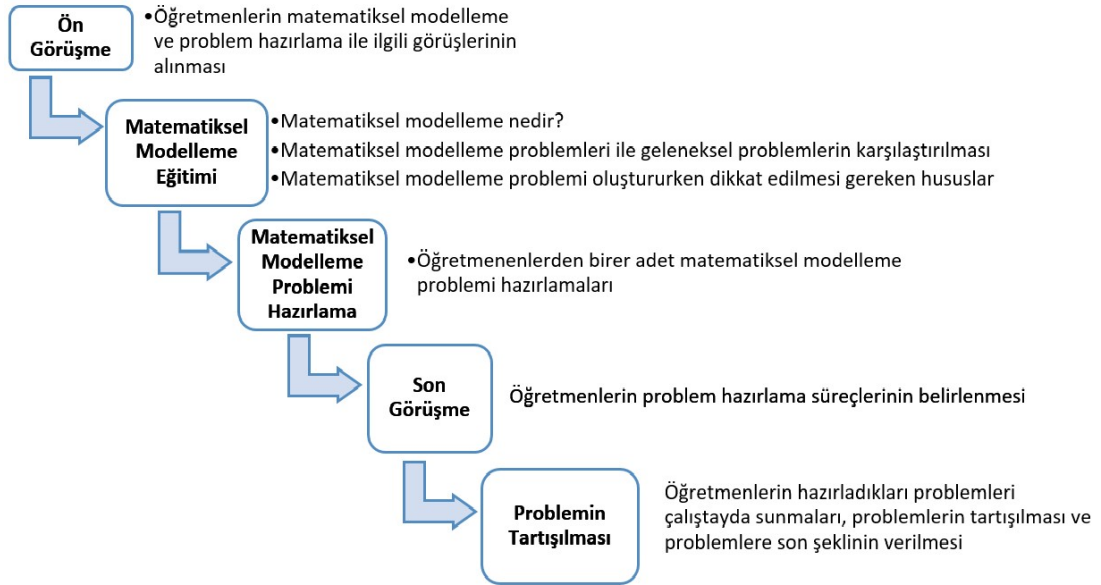 Ön
Görüşme
•Öğretmenlerin matematiksel modelleme
ve problem hazırlama ile ilgili görüşlerinin
alınması
Matematiksel
Modelleme
Eğitimi
•Matematiksel modelleme nedir?
•Matematiksel modelleme problemleri ile geleneksel problemlerin karşılaştırılması
•Matematiksel modelleme problemi oluştururken dikkat edilmesi gereken hususlar
Matematiksel
Modelleme
Problemi
Hazırlama
•Öğretmenenlerden birer adet matematiksel modelleme
problemi hazırlamaları
Son
Görüşme
Öğretmenlerin problem hazırlama süreçlerinin belirlenmesi
Problemin
Tartışılması
Öğretmenlerin hazırladıkları problemleri
çalıştayda sunmaları, problemlerin tartışılması ve
problemlere son şeklinin verilmesi